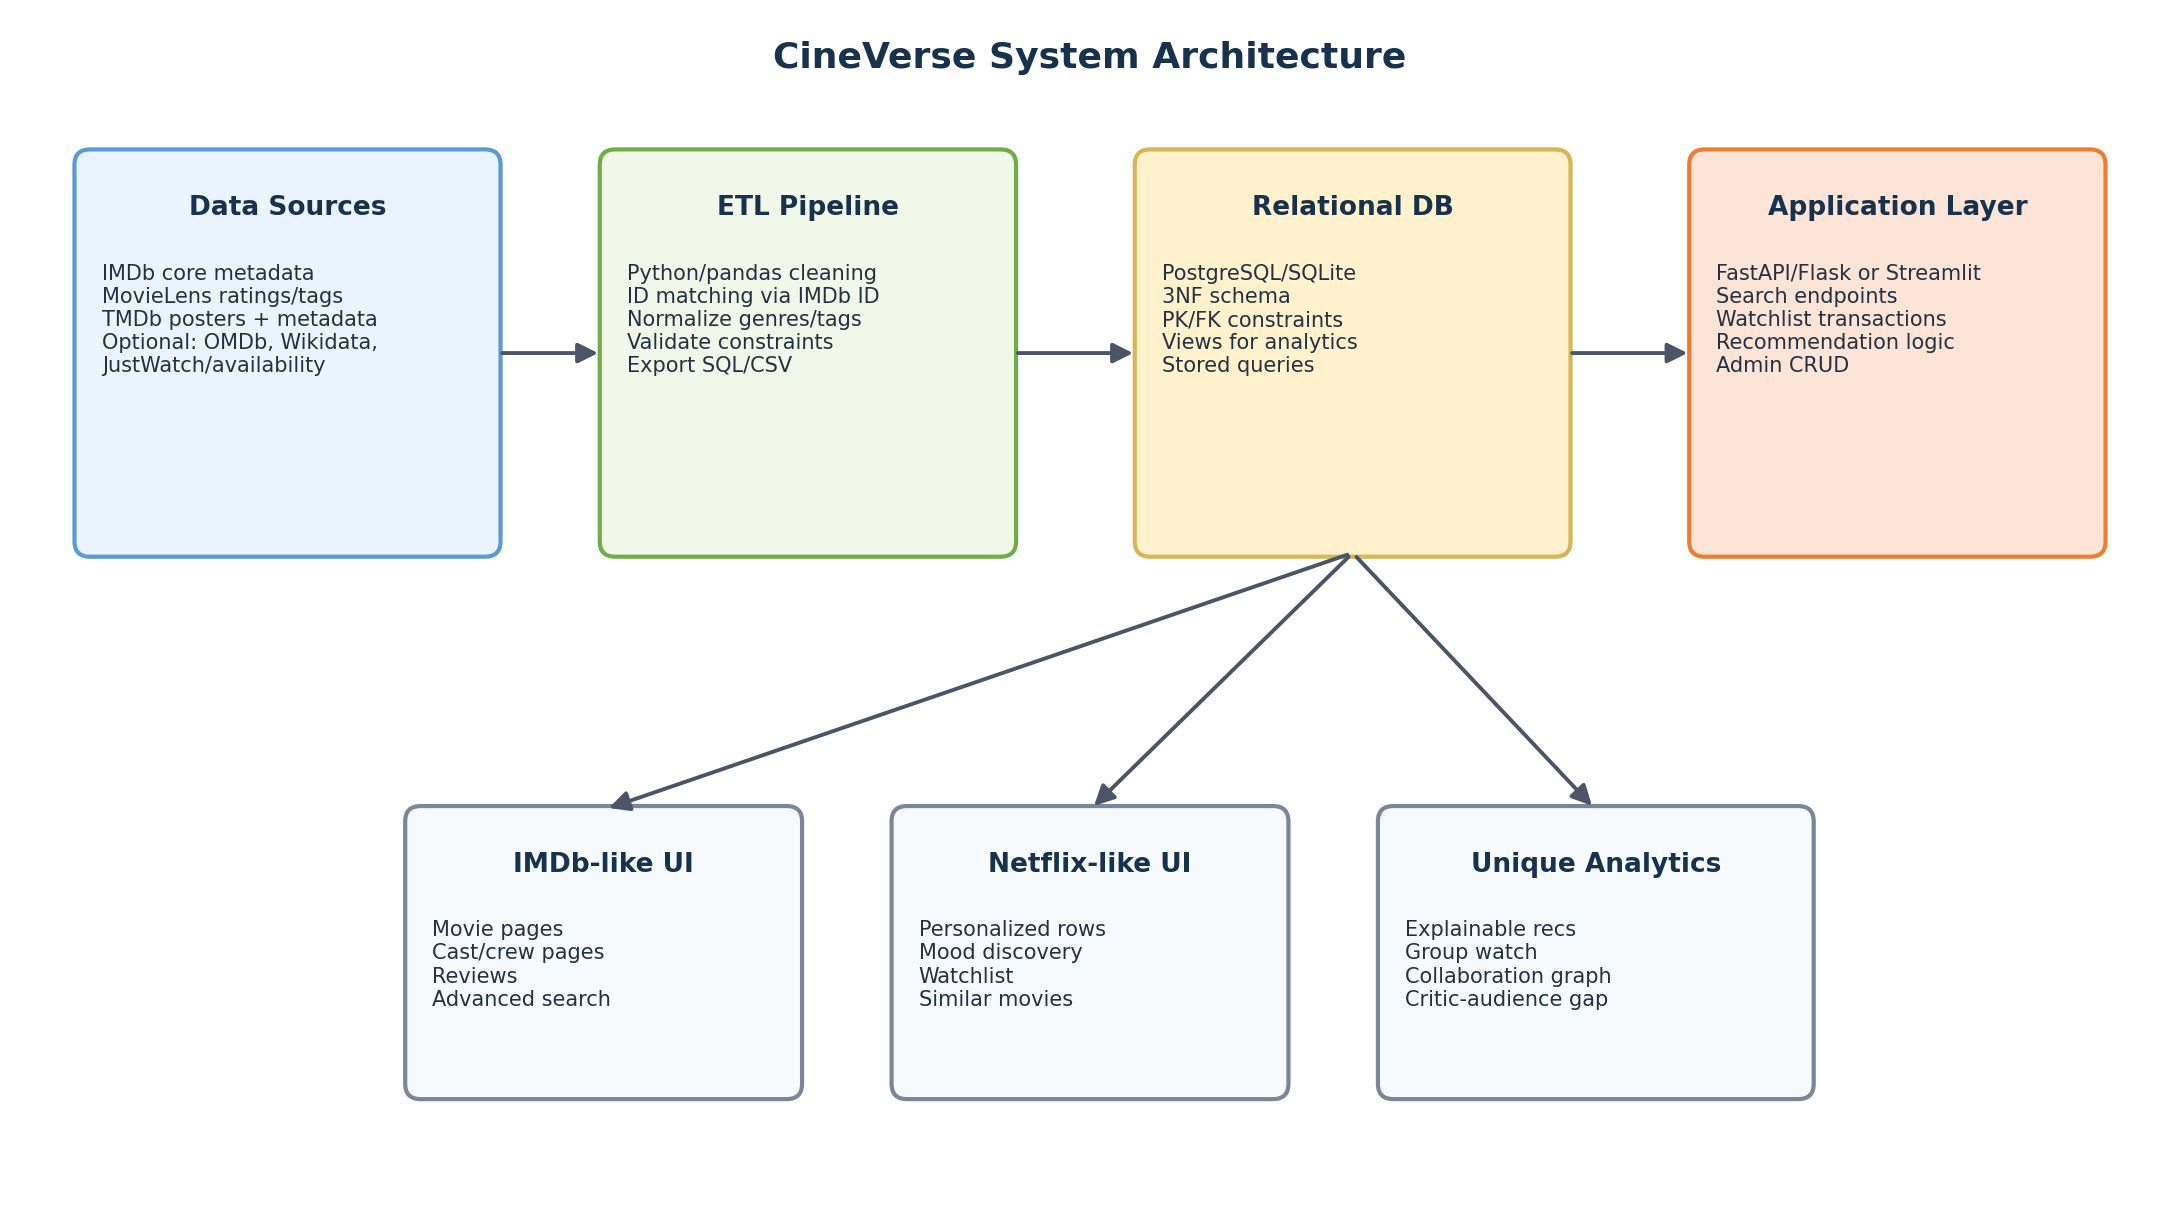 CineVerse System Architecture
Data Sources
IMDb core metadata
MovieLens ratings/tags
TMDb posters + metadata
Optional: OMDb, Wikidata,
JustWatch/availability
ETL Pipeline
Python/pandas cleaning
ID matching via IMDb ID
Normalize genres/tags
Validate constraints
Export SQL/CSV
Relational DB
PostgreSQL/SQLite
3NF schema
PK/FK constraints
Views for analytics
Stored queries
Application Layer
FastAPI/Flask or Streamlit
Search endpoints
Watchlist transactions
Recommendation logic
Admin CRUD
IMDb-like UI
Movie pages
Cast/crew pages
Reviews
Advanced search
Netflix-like UI
Personalized rows
Mood discovery
Watchlist
Similar movies
Unique Analytics
Explainable recs
Group watch
Collaboration graph
Critic-audience gap